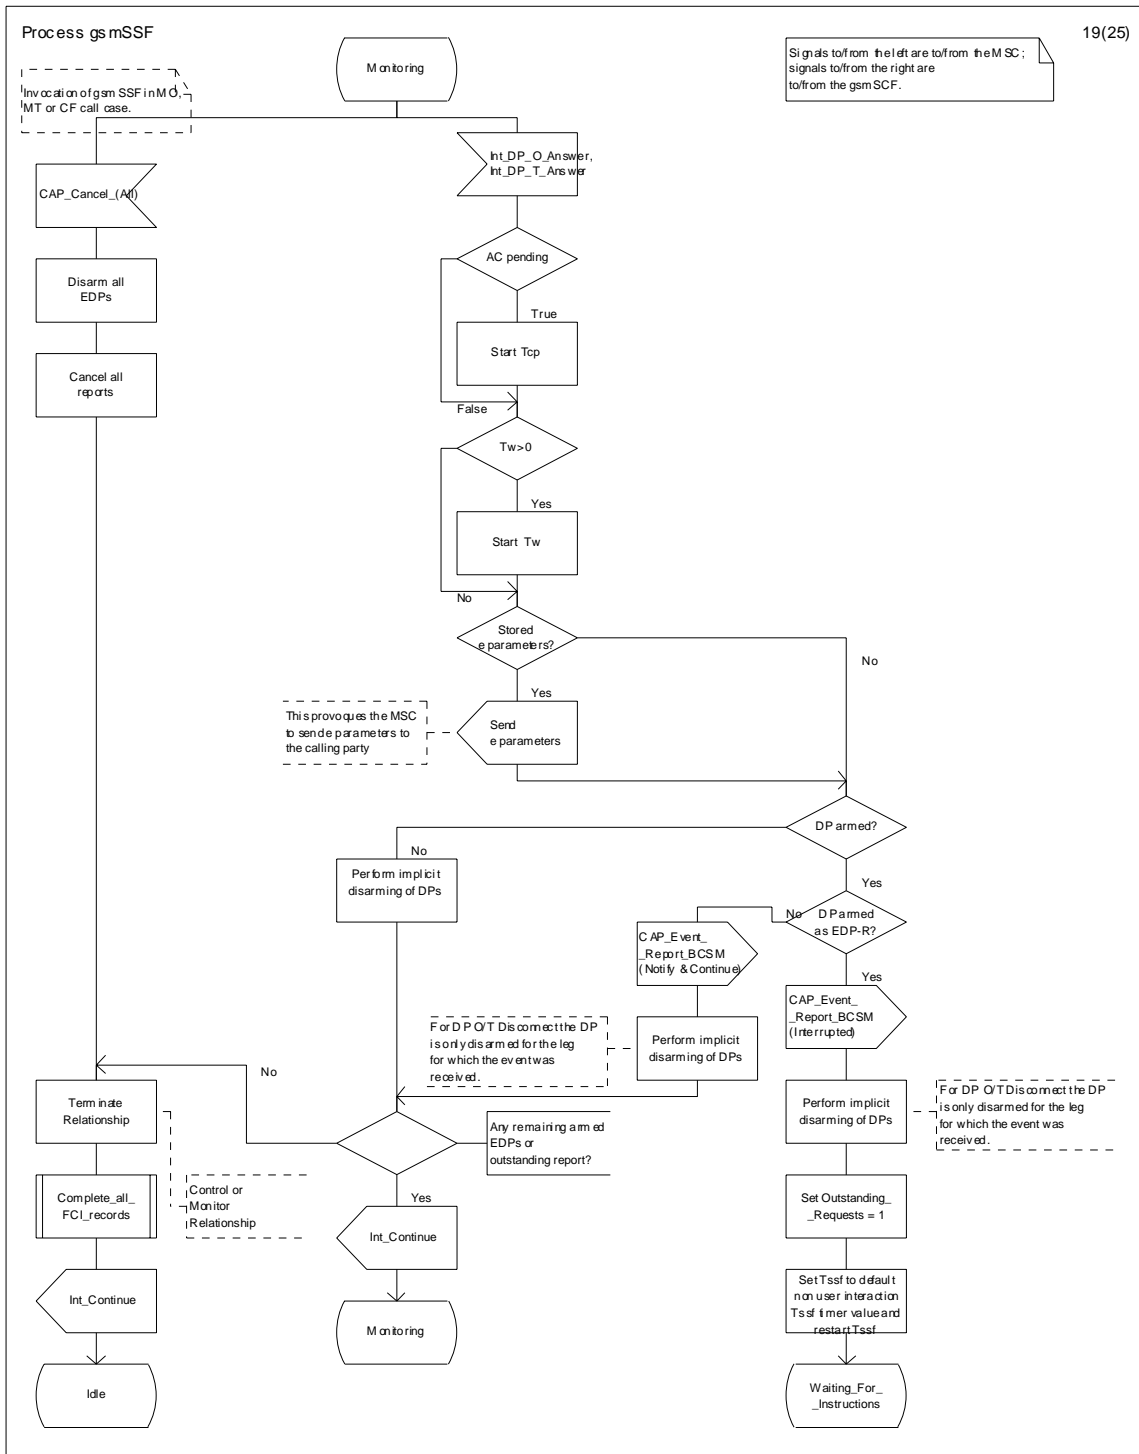 Process gsmSSF
19(25)
Invocation of gsm SSF in MO,
MT or CF call case.
Monitoring
Signals to/from the left are to/from the MSC;
signals to/from the right are
to/from the gsmSCF.
CAP_Cancel_(All)
Int_DP_O_Answer,
Int_DP_T_Answer
Disarm all
EDPs
Cancel all
reports
AC pending
True
Start Tcp
False
Tw>0
Yes
Start Tw
No
Stored
e parameters?
No
Yes
This provoques the MSC
to send e parameters to
the calling party
Send
e parameters
DP armed?
No
Perform implicit
disarming of DPs
Yes
No
DP armed
as EDP-R?
CAP_Event_
_Report_BCSM
(Notify & Continue)
Yes
CAP_Event_
_Report_BCSM
(Interrupted)
For DP O/T Disconnect the DP
is only disarmed for the leg
for which the event was
received.
Perform implicit
disarming of DPs
No
Terminate
Relationship
Perform implicit
disarming of DPs
For DP O/T Disconnect the DP
is only disarmed for the leg
for which the event was
received.
Any remaining armed
EDPs or
outstanding report?
Complete_all_
FCI_records
Control or
Monitor
Relationship
Yes
Int_Continue
Set Outstanding_
_Requests = 1
Int_Continue
Monitoring
Set Tssf to default
non user interaction
Tssf timer value and
restart Tssf
Idle
Waiting_For_
_Instructions